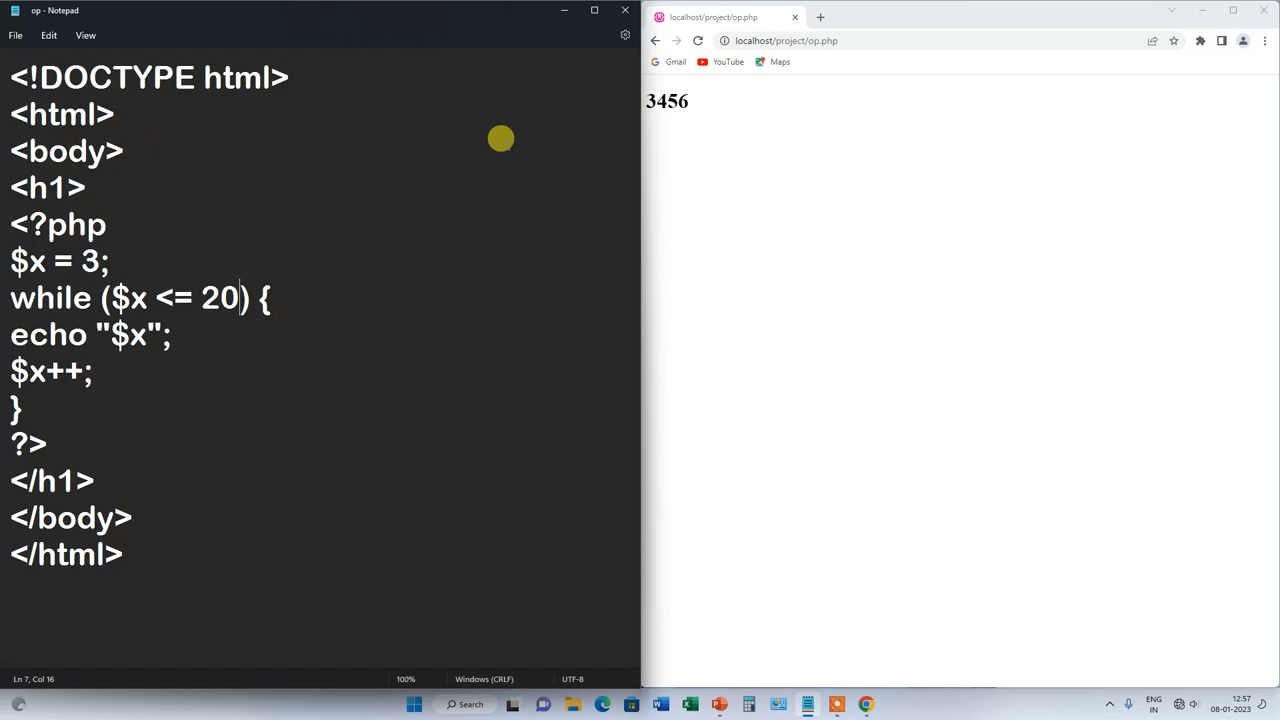 op - Notepad
File Edit View
<!DOCTYPE html>
<html>
<body>
<h1>
<?php
$x = 3;
while ($x <= 20) {
echo "$x";
$x++;
}
?>
</h1>
</body>
</html>
Ln 7, Col 16
100%
Windows (CRLF)
UTF-8
localhost/project/op.php
localhost/project/op.php
Gmail YouTube Maps
3456
Search
ENG
IN
12:57
08-01-2023